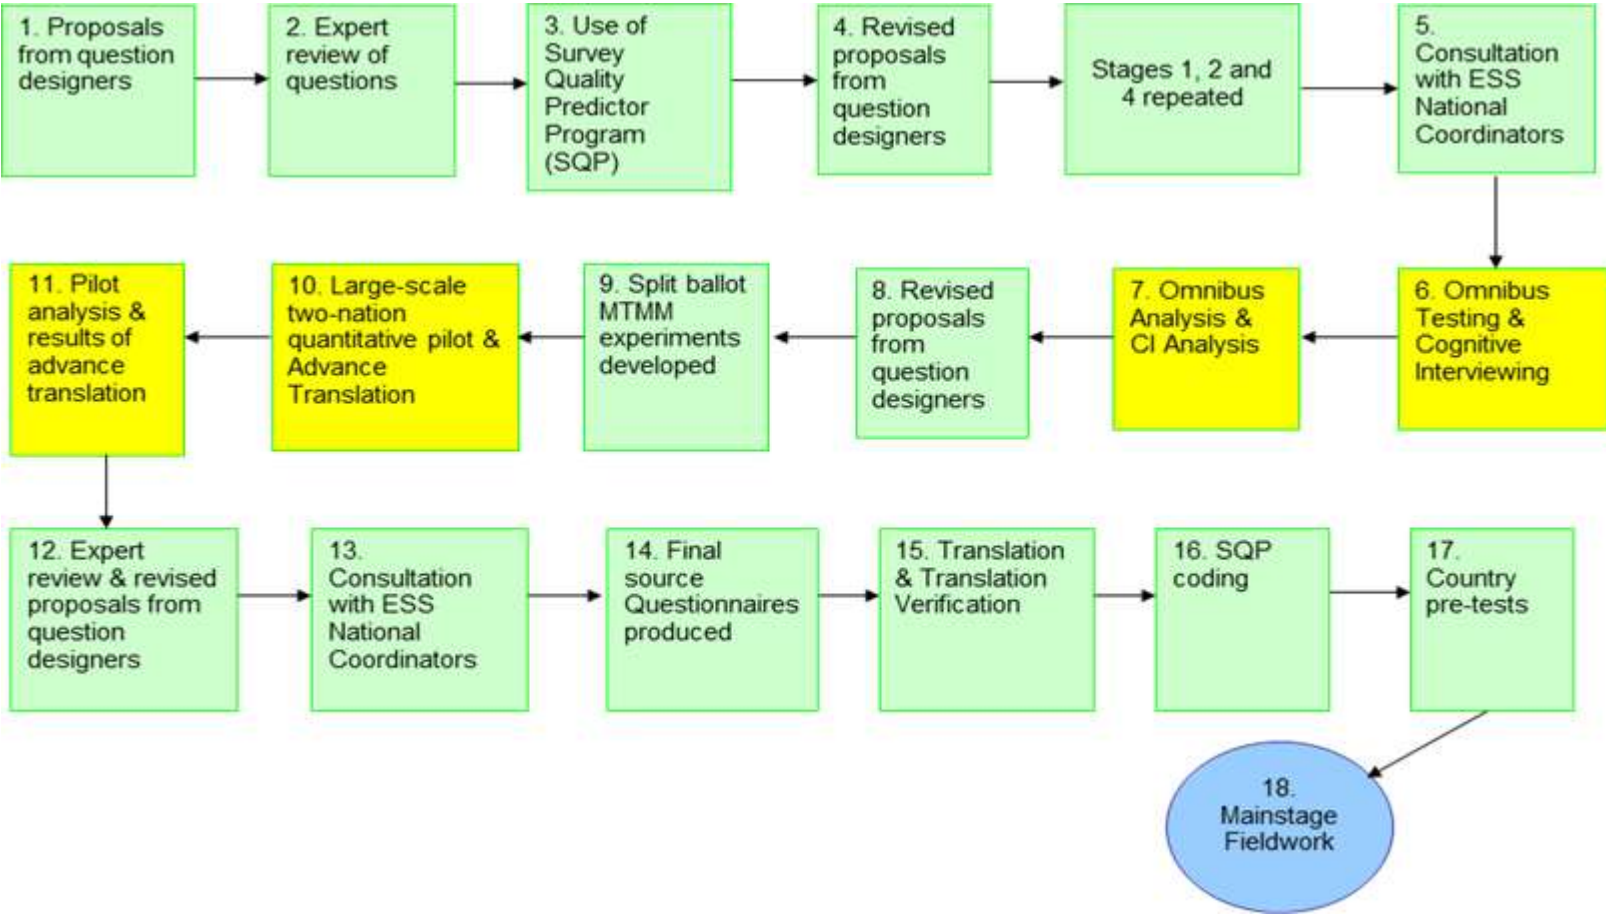 1. Proposals
from question
designers
2. Expert
review of
questions
3. Use of
Survey
Quality
Predictor
Program
(SQP)
4. Revised
proposals
from
question
designers
Stages 1, 2 and
4 repeated
5.
Consultation
with ESS
National
Coordinators
6. Omnibus
Testing &
Cognitive
Interviewing
7. Omnibus
Analysis &
CI Analysis
8. Revised
proposals
from
question
designers
9. Split ballot
MTMM
experiments
developed
10. Large-scale
two-nation
quantitative pilot &
Advance
Translation
11. Pilot
analysis &
results of
advance
translation
12. Expert
review & revised
proposals from
question
designers
13.
Consultation
with ESS
National
Coordinators
14. Final
source
Questionnaires
produced
15. Translation
& Translation
Verification
16. SQP
coding
17.
Country
pre-tests
18.
Mainstage
Fieldwork